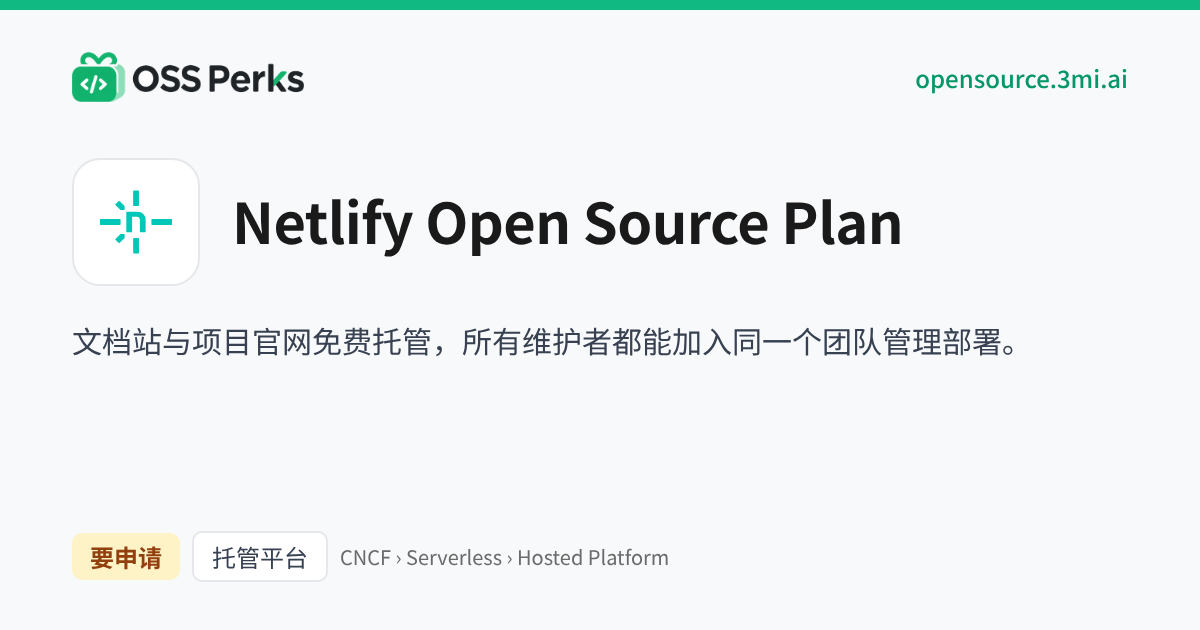 OSS Perks
opensource.3mi.ai
Netlify Open Source Plan
文档站与项目官网免费托管，所有维护者都能加入同一个团队管理部署。
要申请
托管平台
CNCF › Serverless › Hosted Platform